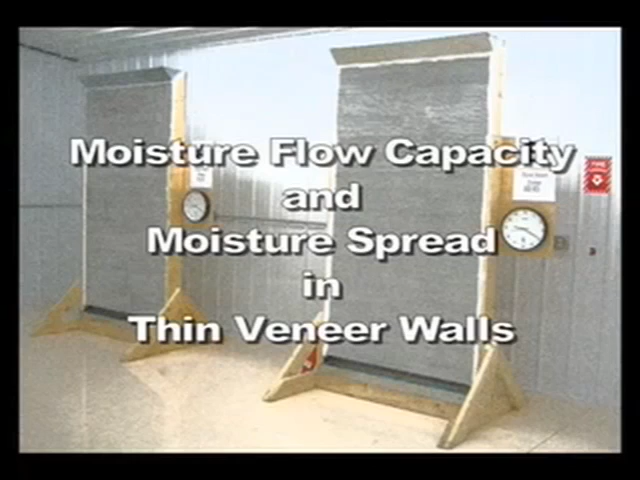 Moisture Flow Capacity
and
Moisture Spread
in
Thin Veneer Walls